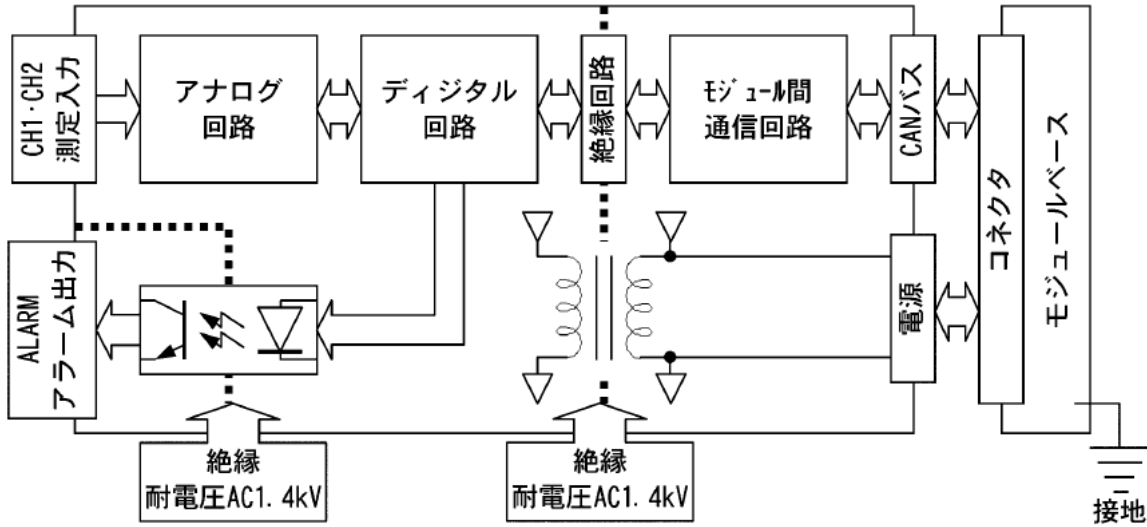 CH1・CH2
測定入力
アナログ
回路
ディジタル
回路
絶縁回路
ﾓｼﾞｭｰﾙ間
通信回路
CANバス
コネクタ
モジュールベース
ALARM
アラーム出力
電源
絶縁
耐電圧AC1.4kV
絶縁
耐電圧AC1.4kV
接地